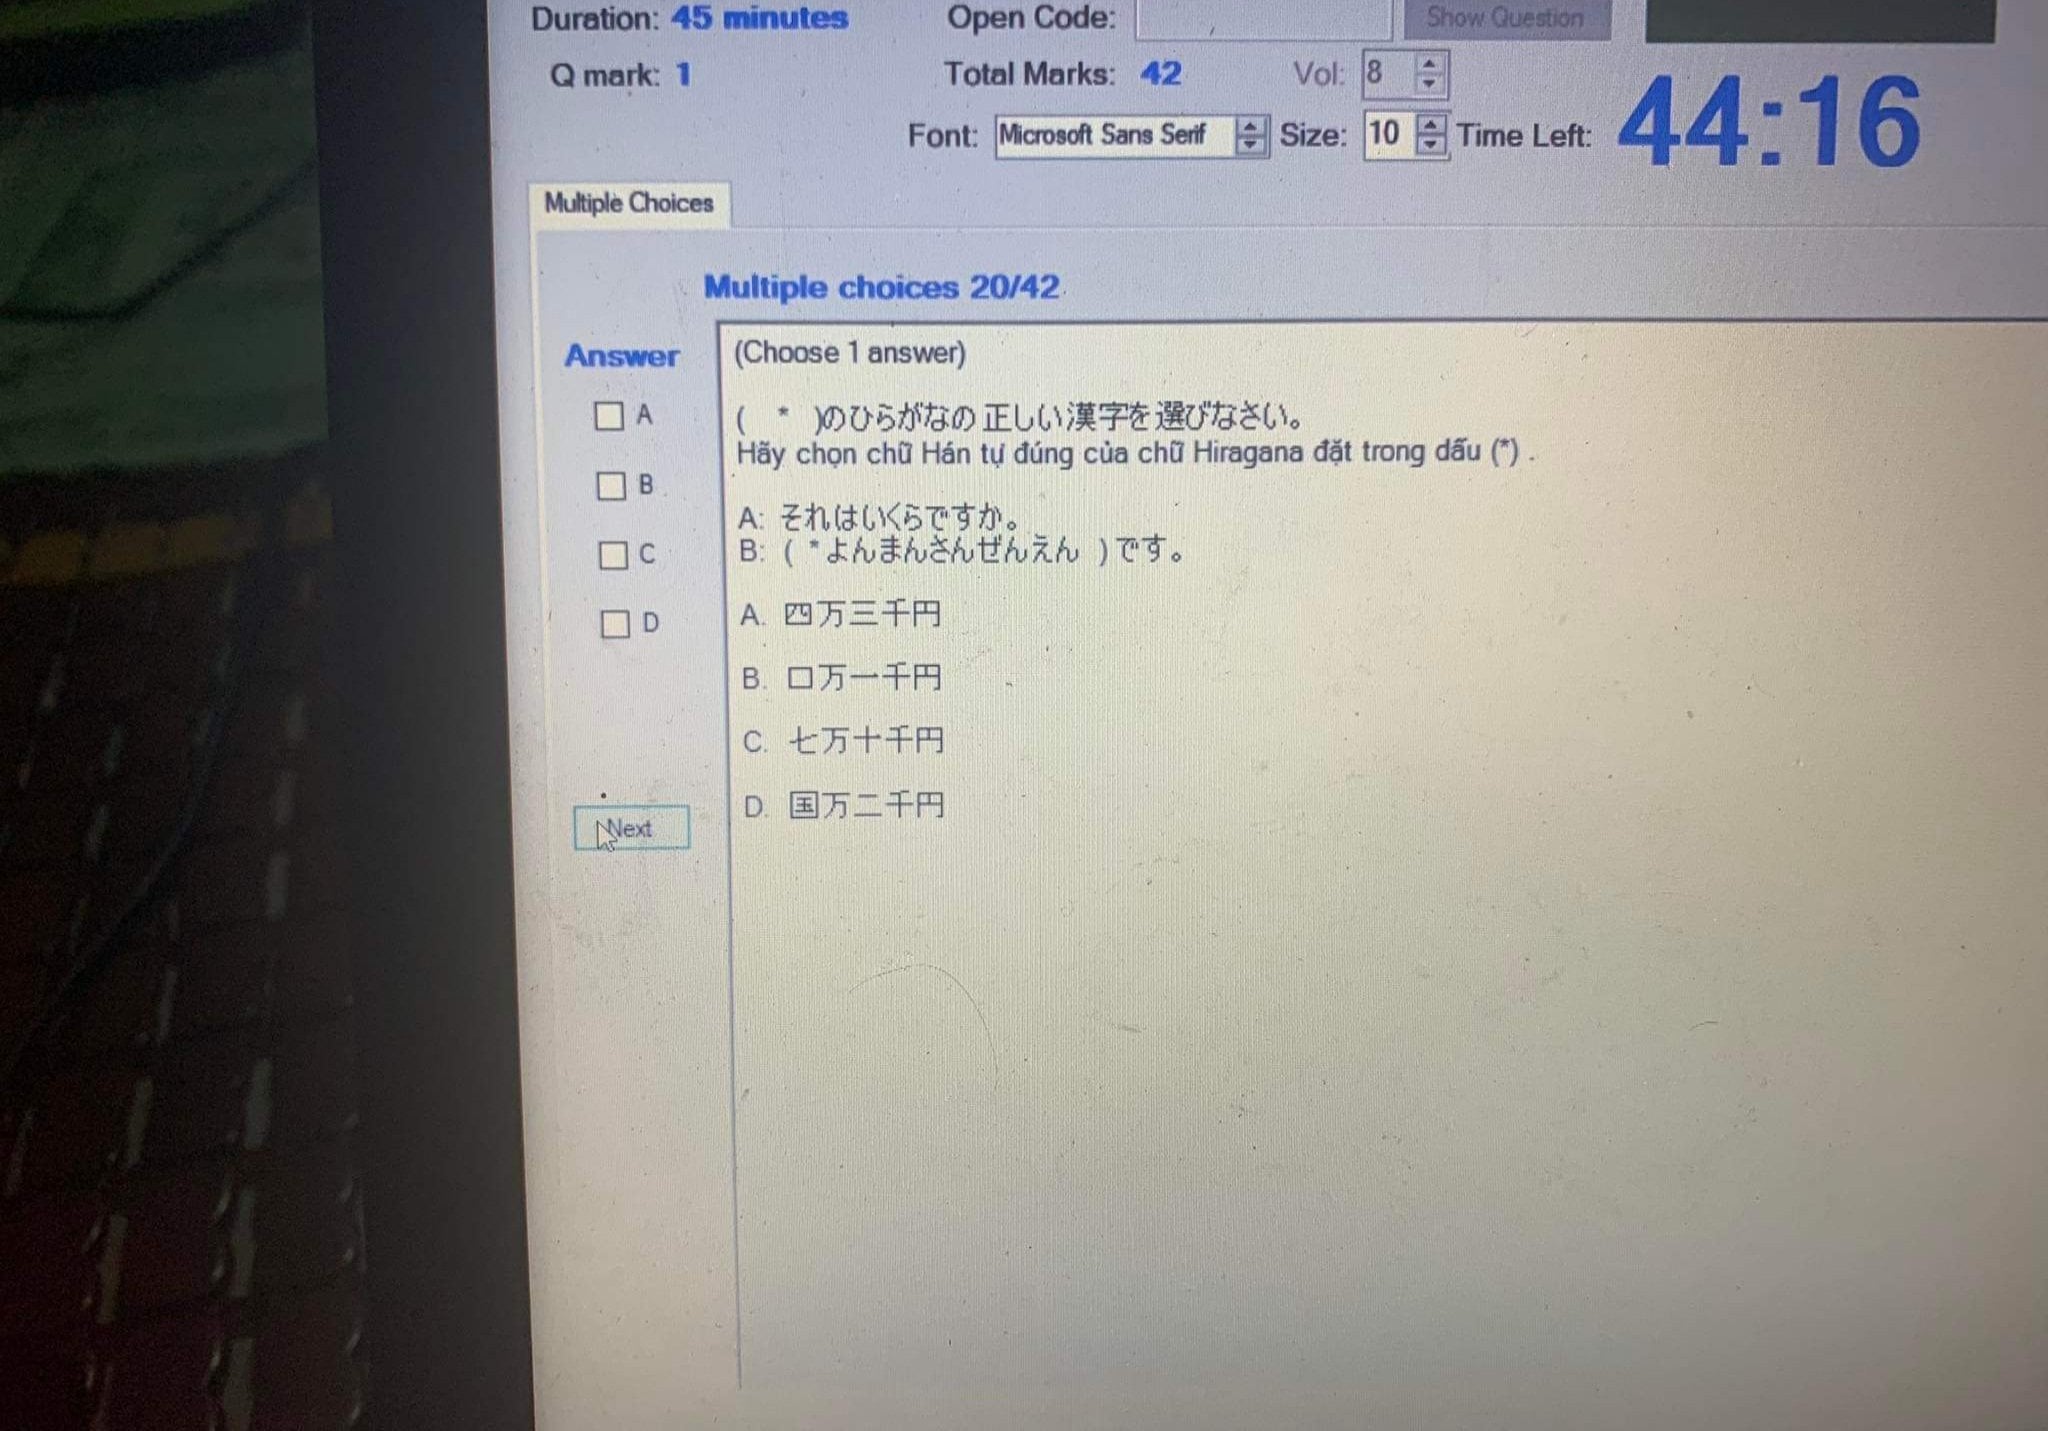 Duration: 45 minutes
Open Code:
Show Question
Q mark: 1
Total Marks: 42
Vol: 8
Font: Microsoft Sans Serif
Size: 10
Time Left: 44:16
Multiple Choices
Multiple choices 20/42
Answer
A
B
C
D
Next
(Choose 1 answer)
( * )のひらがなの正しい漢字を選びなさい。
Hãy chọn chữ Hán tự đúng của chữ Hiragana đặt trong dấu (*) .
A: それはいくらですか。
B: ( *よんまんさんぜんえん ) です。
A. 四万三千円
B. 口万一千円
C. 七万十千円
D. 国万二千円